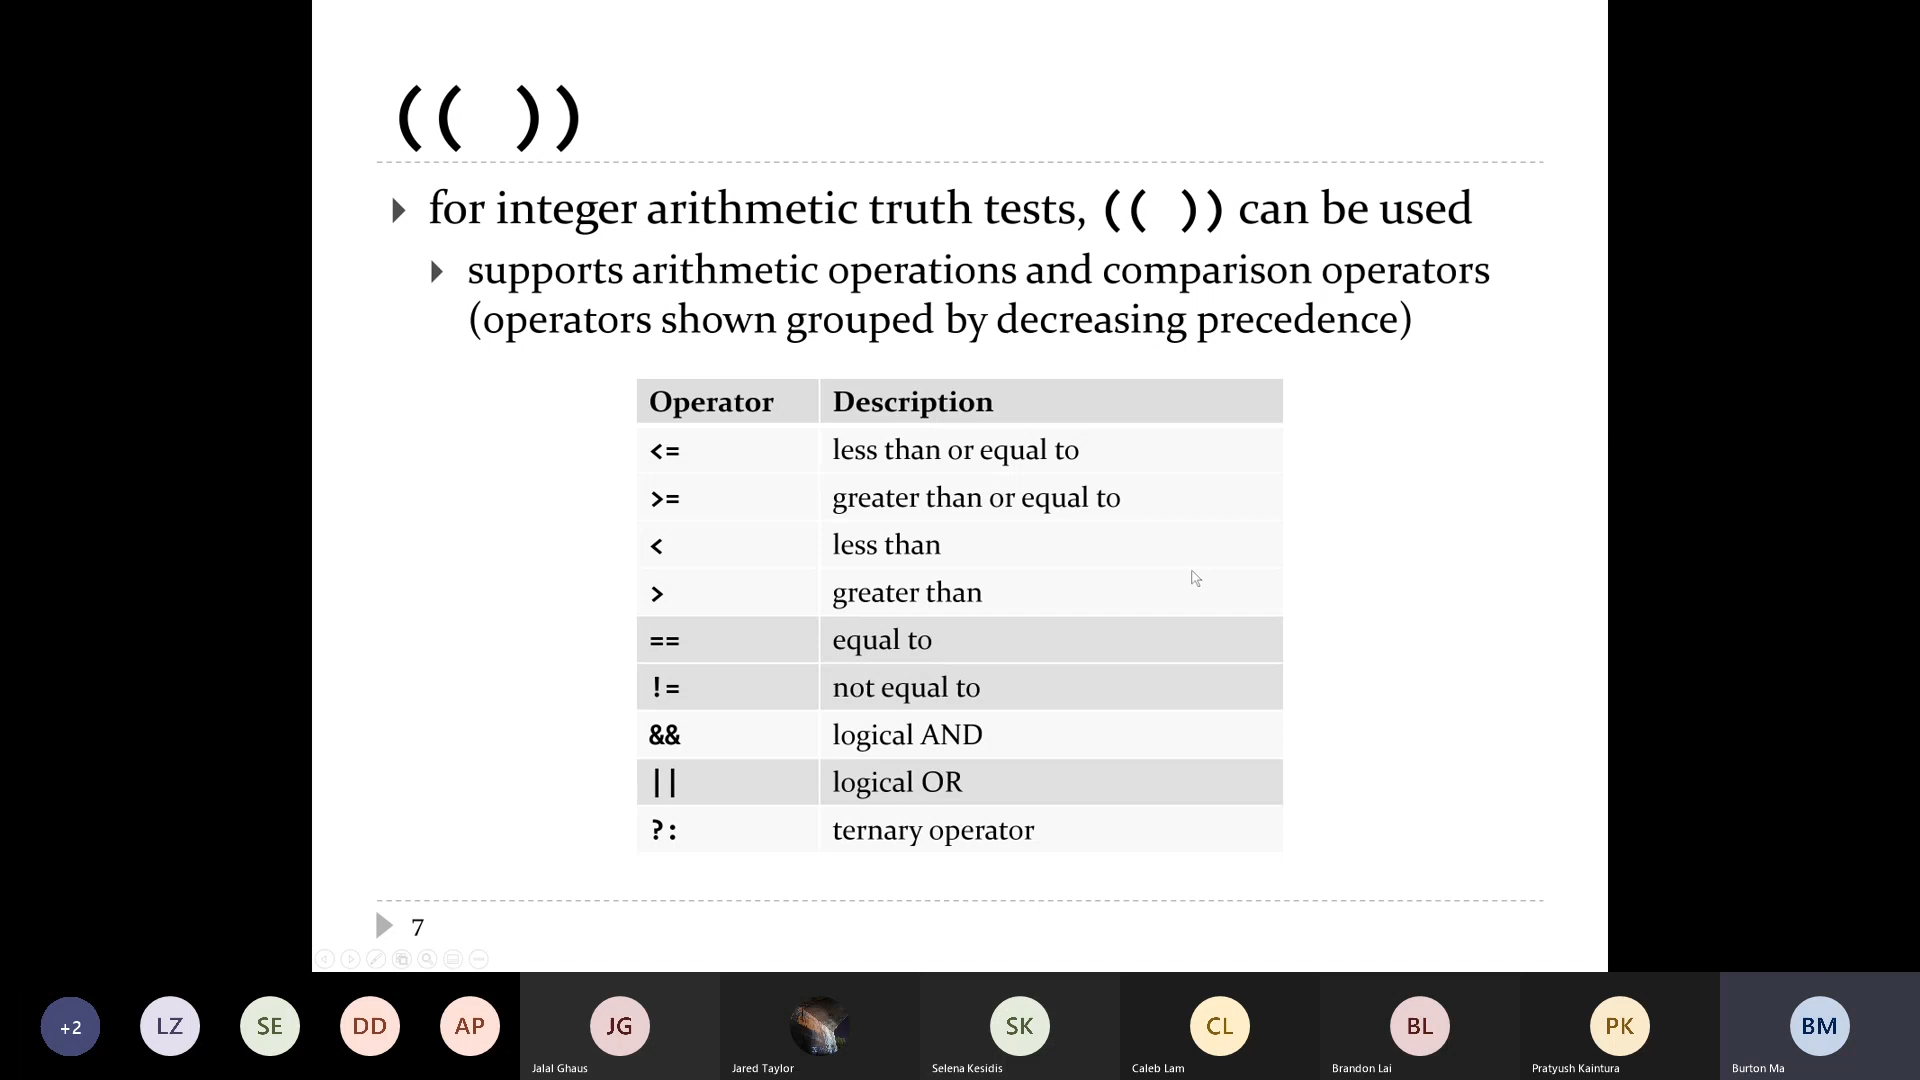 (( ))
for integer arithmetic truth tests, (( )) can be used
supports arithmetic operations and comparison operators
(operators shown grouped by decreasing precedence)
Operator Description
<= less than or equal to
>= greater than or equal to
< less than
> greater than
== equal to
!= not equal to
&& logical AND
|| logical OR
?: ternary operator
7
+2 LZ SE DD AP JG SK CL BL PK BM
Jalal Ghaus Jared Taylor Selena Kesidis Caleb Lam Brandon Lai Pratyush Kaintura Burton Ma